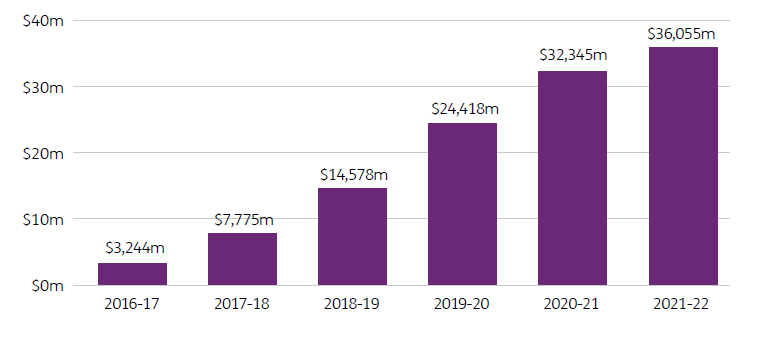 $40m
$36,055m
$32,345m
$30m
$24,418m
$20m
$14,578m
$10m
$7,775m
$3,244m
$0m
2016-17 2017-18 2018-19 2019-20 2020-21 2021-22